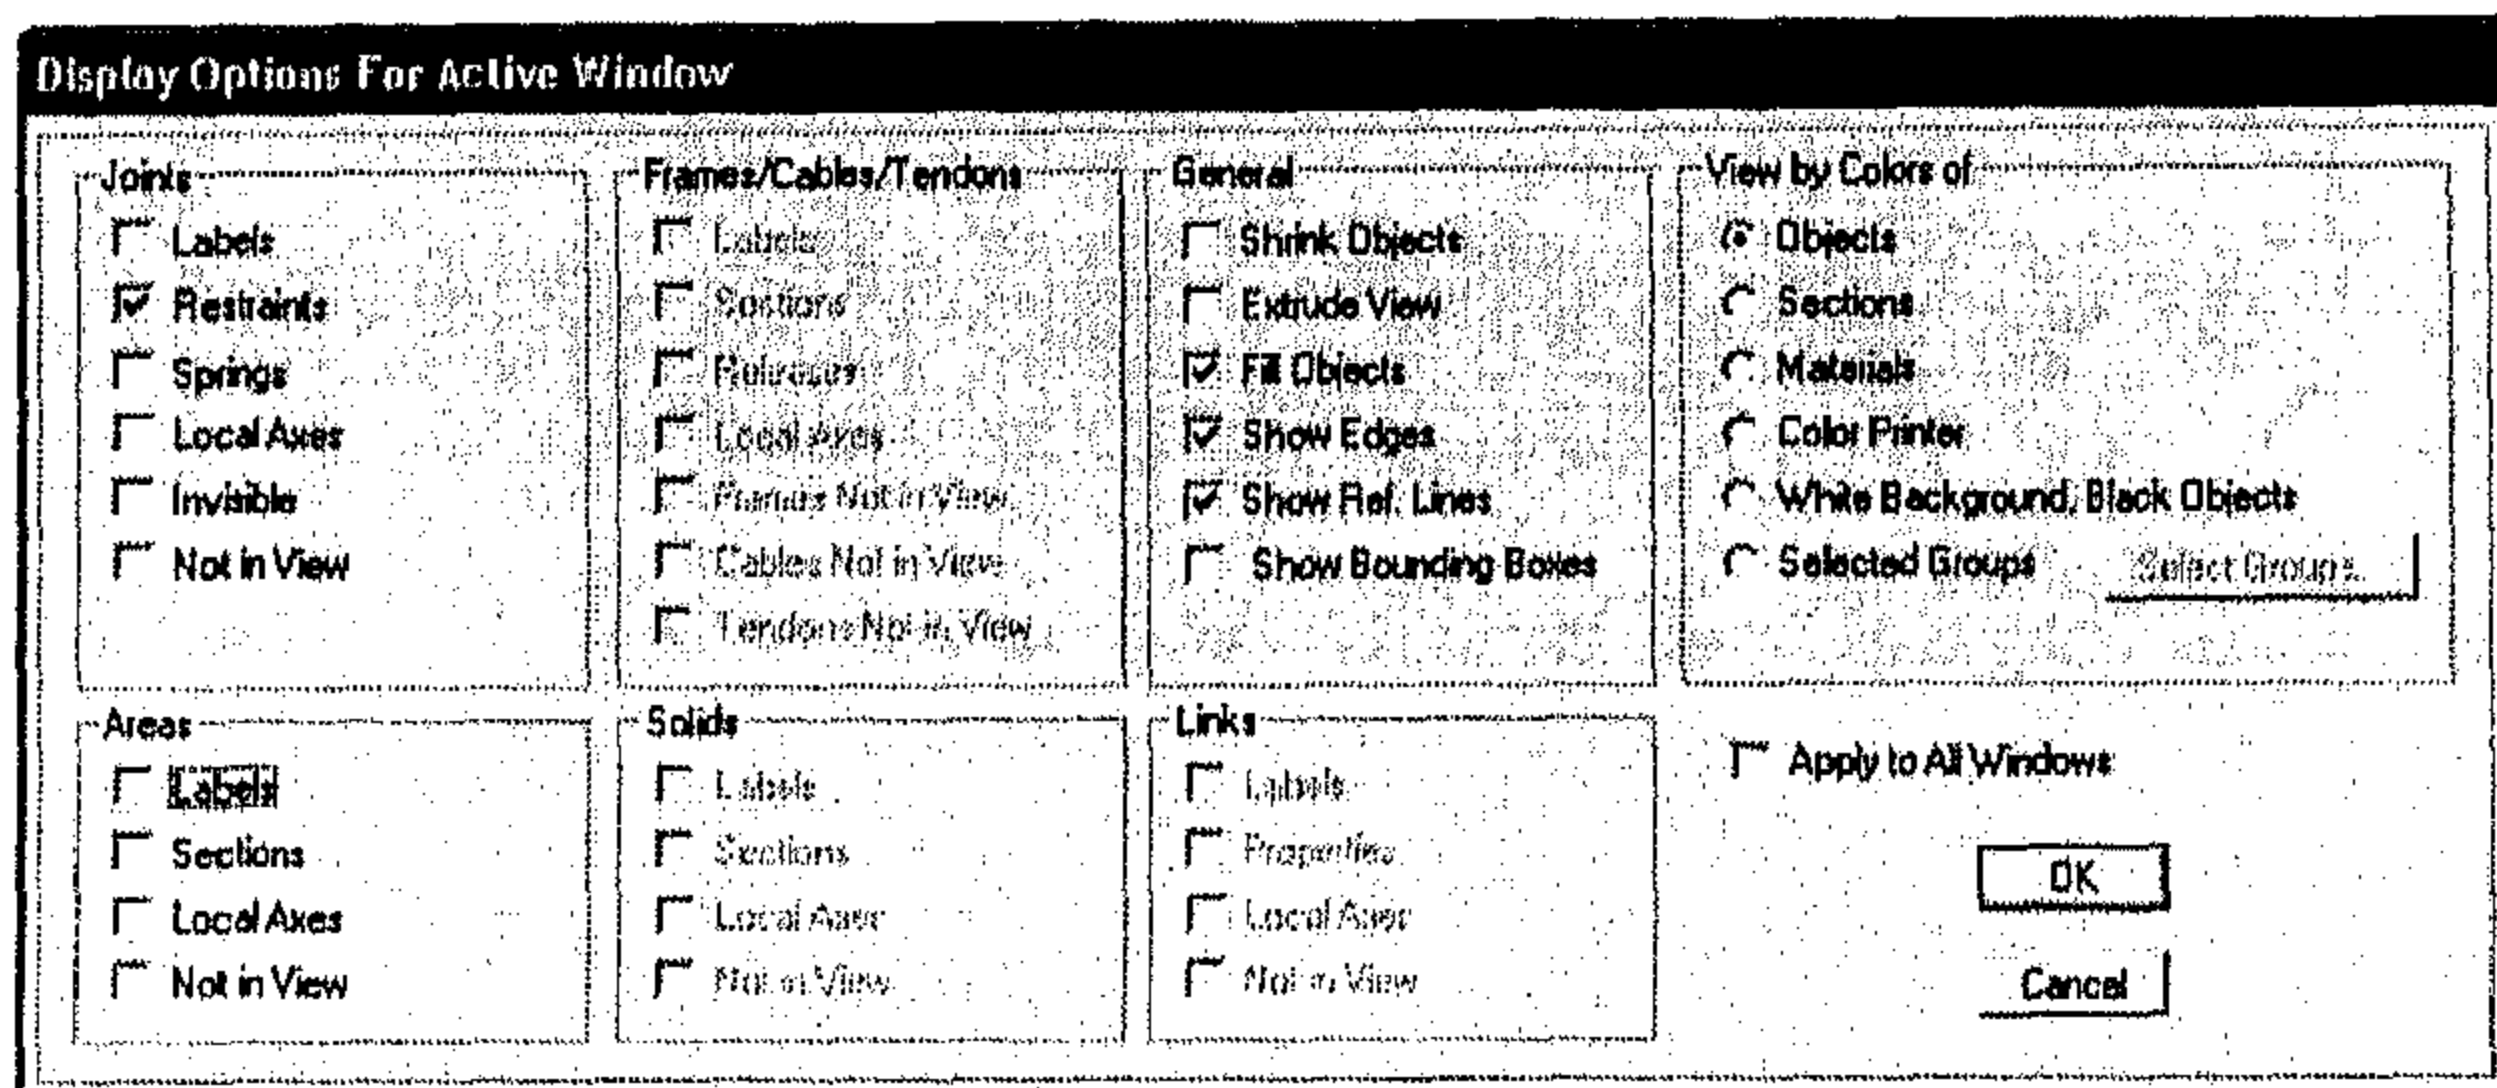 Display Options For Active Window
Joints
Labels
Restraints
Springs
Local Axes
Invisible
Not in View
Frames/Cables/Tendons
Labels
Sections
Releases
Local Axes
Frames Not in View
Cables Not in View
Tendons Not in View
General
Shrink Objects
Extrude View
Fill Objects
Show Edges
Show Ref. Lines
Show Bounding Boxes
View by Colors of
Objects
Sections
Materials
Color Printer
White Background, Black Objects
Selected Groups
Select Groups...
Areas
Labels
Sections
Local Axes
Not in View
Solids
Labels
Sections
Local Axes
Not in View
Links
Labels
Properties
Local Axes
Not in View
Apply to All Windows
OK
Cancel